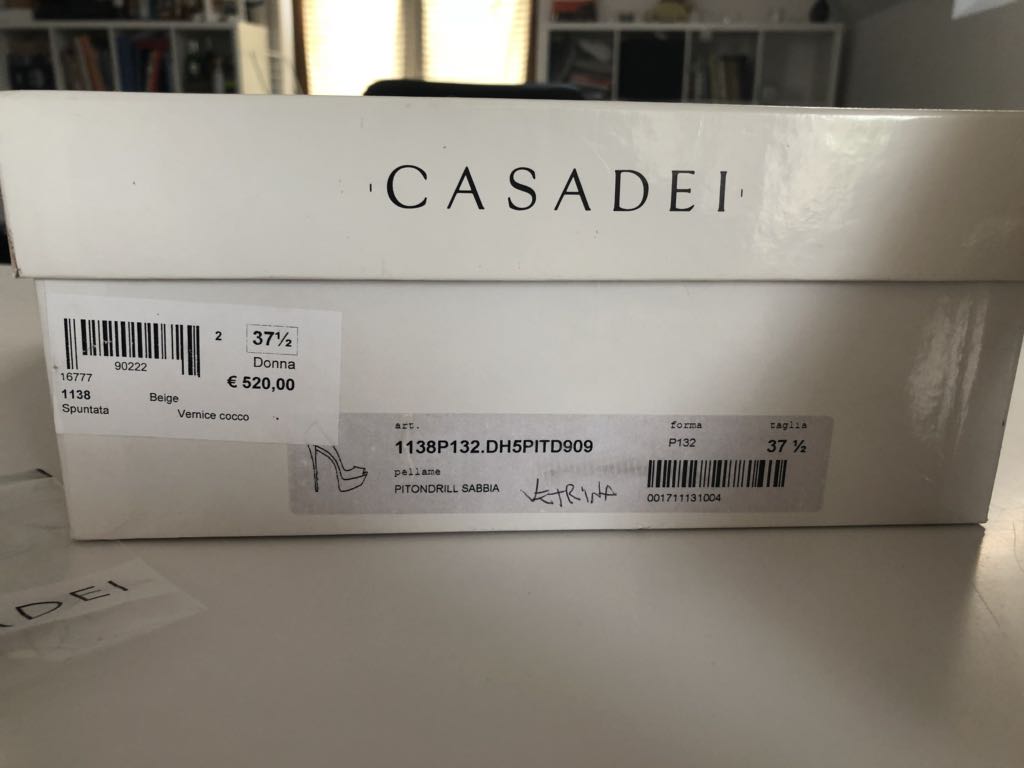 CASADEI
2 37½
Donna
16777 90222
€ 520,00
1138 Beige
Spuntata Vernice cocco
art. forma taglia
1138P132.DH5PITD909 P132 37 ½
pellame
PITONDRILL SABBIA VETRINA 001711131004
ADEI